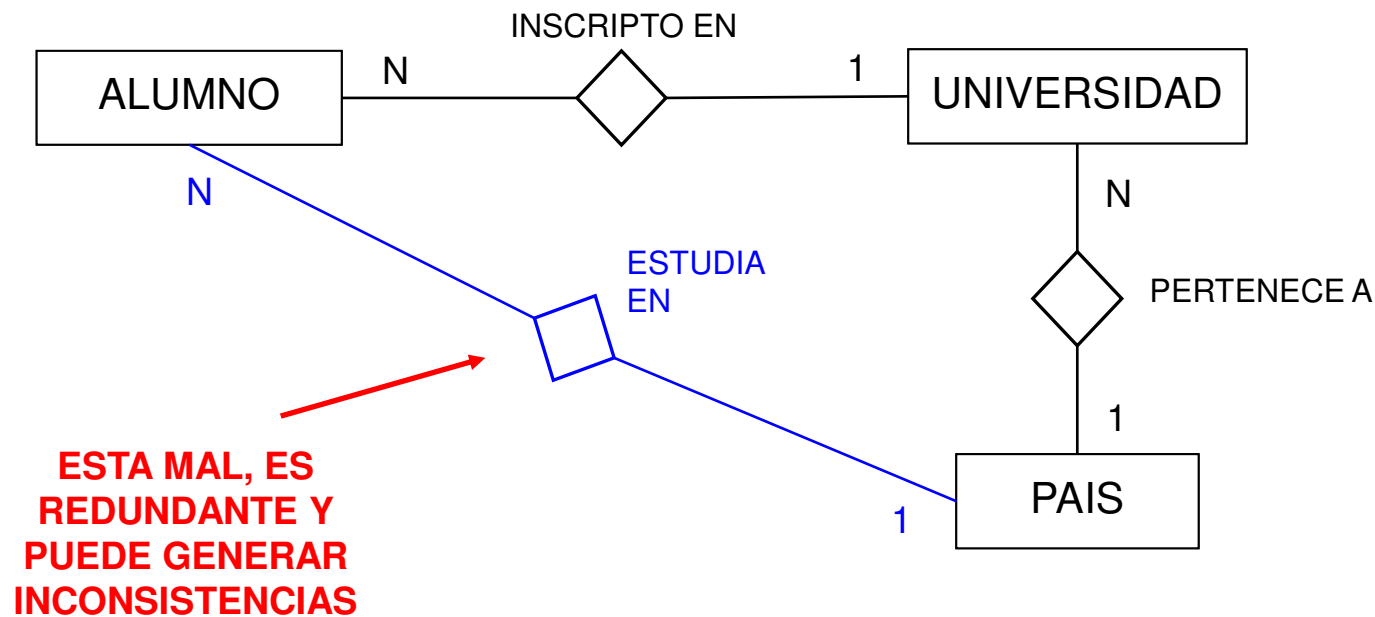 INSCRIPTO EN
ALUMNO
N
1
UNIVERSIDAD
N
N
ESTUDIA
EN
PERTENECE A
1
ESTA MAL, ES
REDUNDANTE Y
PUEDE GENERAR
INCONSISTENCIAS
1
PAIS